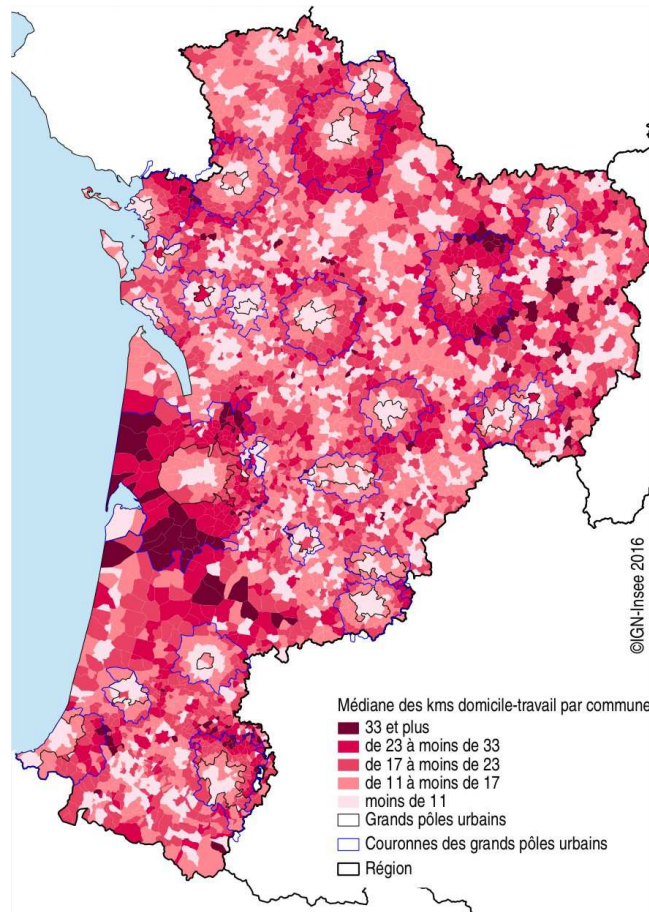 ©IGN-Insee 2016
Médiane des kms domicile-travail par commune
33 et plus
de 23 à moins de 33
de 17 à moins de 23
de 11 à moins de 17
moins de 11
Grands pôles urbains
Couronnes des grands pôles urbains
Région